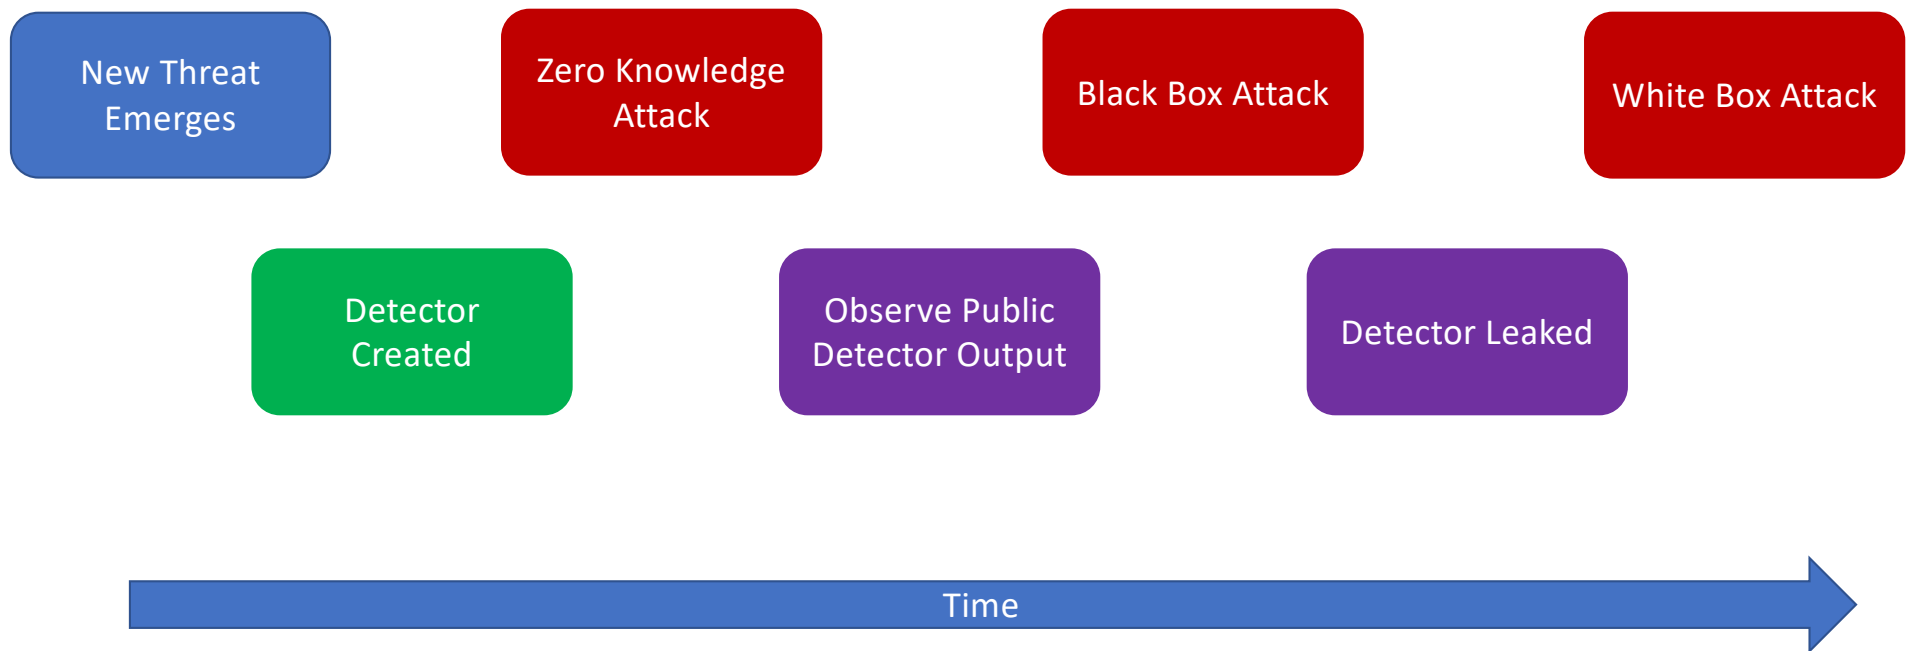 New Threat
Emerges
Zero Knowledge
Attack
Black Box Attack
White Box Attack
Detector
Created
Observe Public
Detector Output
Detector Leaked
Time